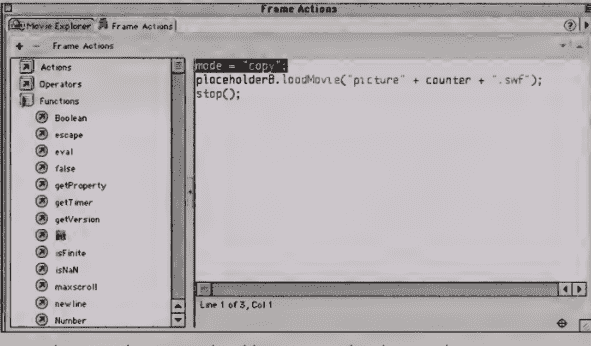 Frame Actions
Movie Explorer Frame Actions
+ - Frame Actions
Actions
Operators
Functions
Boolean
escape
eval
false
getProperty
getTimer
getVersion
isFinite
isNaN
maxscroll
newline
Number
mode = "copy";
placeholderB.loadMovie("picture" + counter + ".swf");
stop();
Line 1 of 3, Col 1